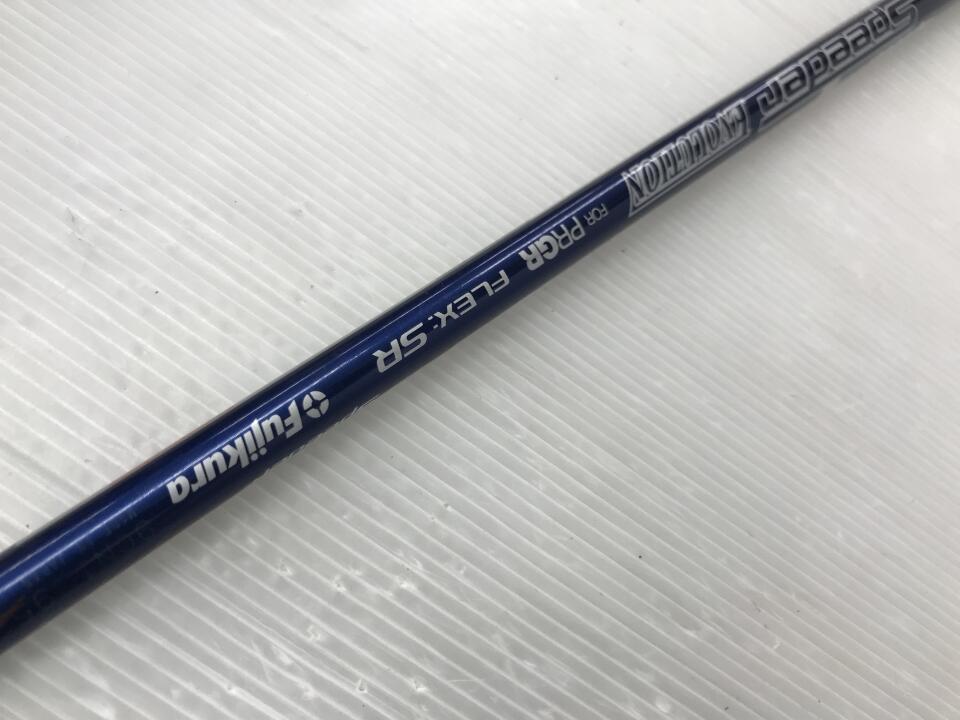 Speeder EVOLUTION FOR PRGR FLEX:SR Fujikura